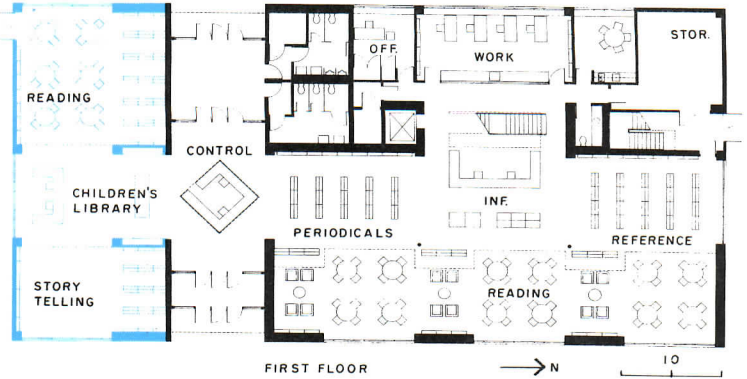 OFF.
WORK
STOR.
READING
CONTROL
CHILDREN'S
LIBRARY
INF.
PERIODICALS
REFERENCE
STORY
TELLING
READING
FIRST FLOOR
N
10